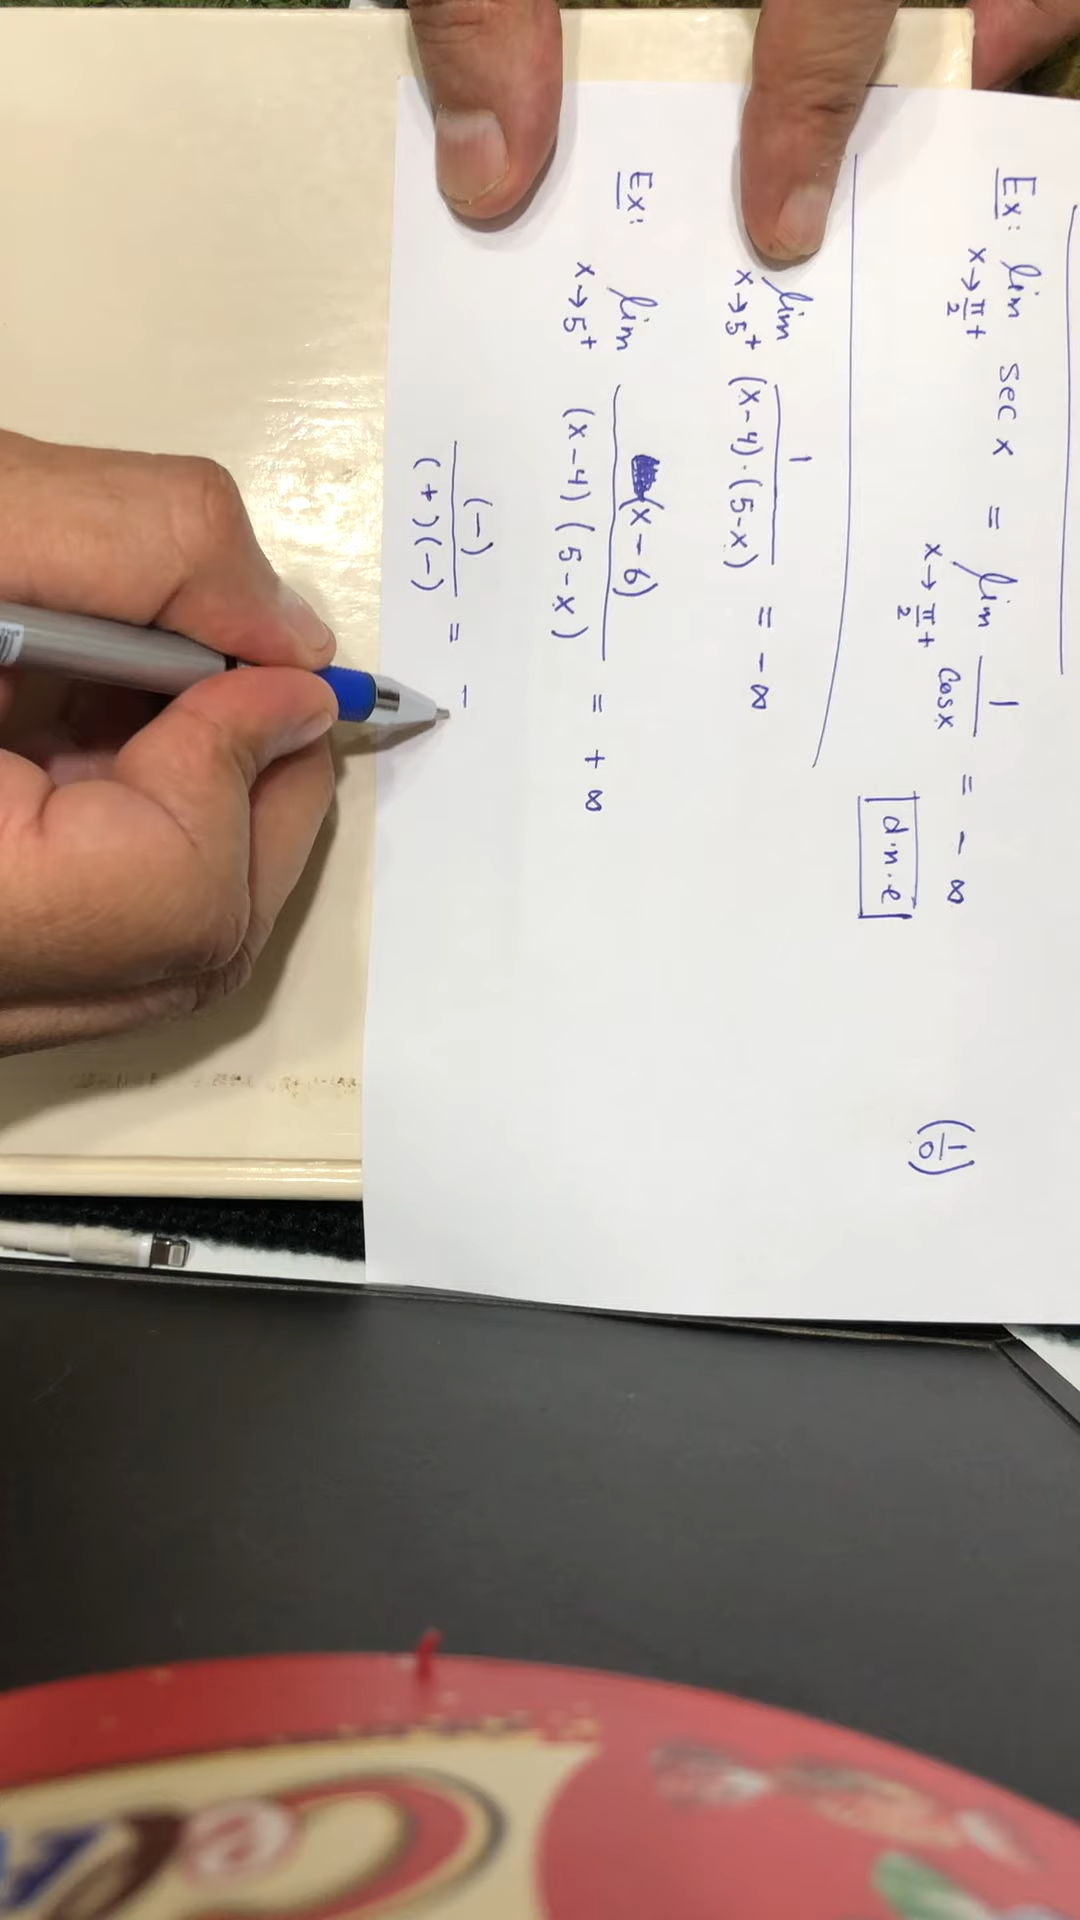 Ex: lim sec x = lim 1/cosx = - ∞ (1/0)
x→π/2+ x→π/2+
d.n.e
lim 1/(x-4)·(5-x) = - ∞
x→5+
Ex: lim (x-6)/(x-4)(5-x) = + ∞
x→5+
(-)/(+)(-) = -